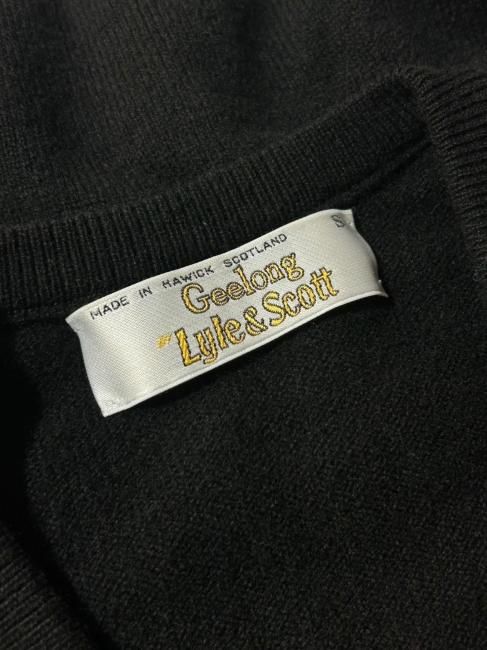 MADE IN HAWICK SCOTLAND
S
Geelong
Lyle & Scott